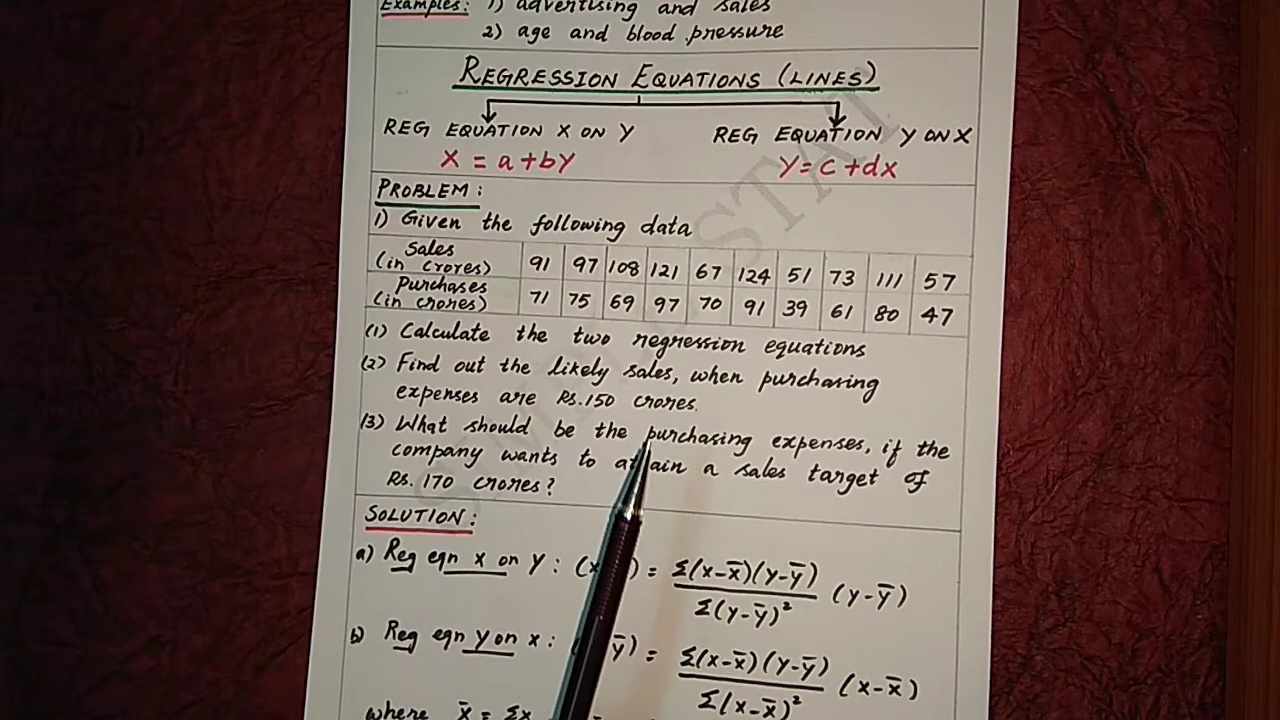 Examples: 1) advertising and sales
2) age and blood pressure
REGRESSION EQUATIONS (LINES)
REG EQUATION X ON Y
REG EQUATION Y ON X
X = a+by
Y= C+dx
PROBLEM:
1) Given the following data
Sales (in crores) 91 97 108 121 67 124 51 73 111 57
Purchases (in crores) 71 75 69 97 70 91 39 61 80 47
(1) Calculate the two regression equations
(2) Find out the likely sales, when purchasing
expenses are Rs.150 crores.
(3) What should be the purchasing expenses, if the
company wants to attain a sales target of
Rs. 170 crores?
SOLUTION:
a) Reg eqn x on y: (x ) = Σ(x-x̄)(y-ȳ) / Σ(y-ȳ)² (y-ȳ)
b) Reg eqn y on x: ( ȳ) = Σ(x-x̄)(y-ȳ) / Σ(x-x̄)² (x-x̄)
where x̄ = Σx